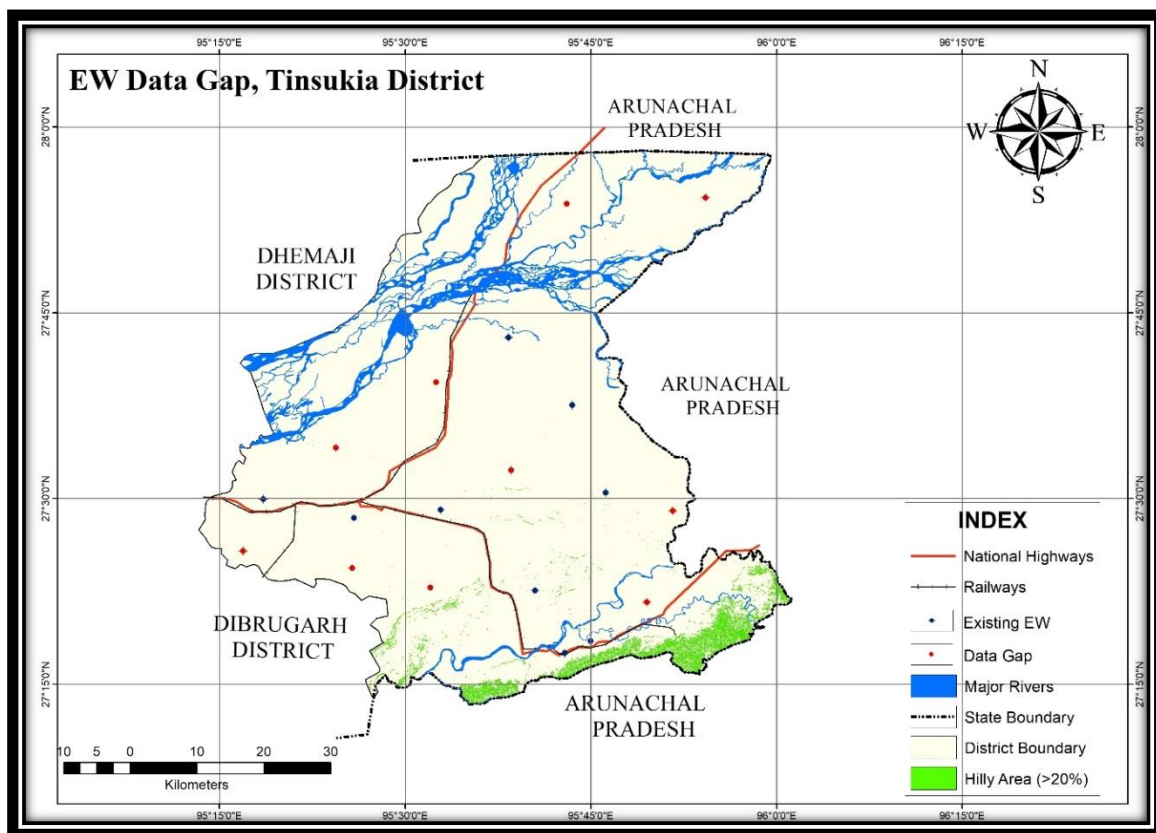 EW Data Gap, Tinsukia District
95°15'0"E
95°30'0"E
95°45'0"E
96°0'0"E
96°15'0"E
N
W
E
S
28°0'0"N
28°0'0"N
ARUNACHAL
PRADESH
DHEMAJI
DISTRICT
27°45'0"N
27°45'0"N
ARUNACHAL
PRADESH
27°30'0"N
27°30'0"N
DIBRUGARH
DISTRICT
27°15'0"N
27°15'0"N
ARUNACHAL
PRADESH
INDEX
National Highways
Railways
Existing EW
Data Gap
Major Rivers
State Boundary
District Boundary
Hilly Area (>20%)
10 5 0 10 20 30
Kilometers
95°15'0"E
95°30'0"E
95°45'0"E
96°0'0"E
96°15'0"E